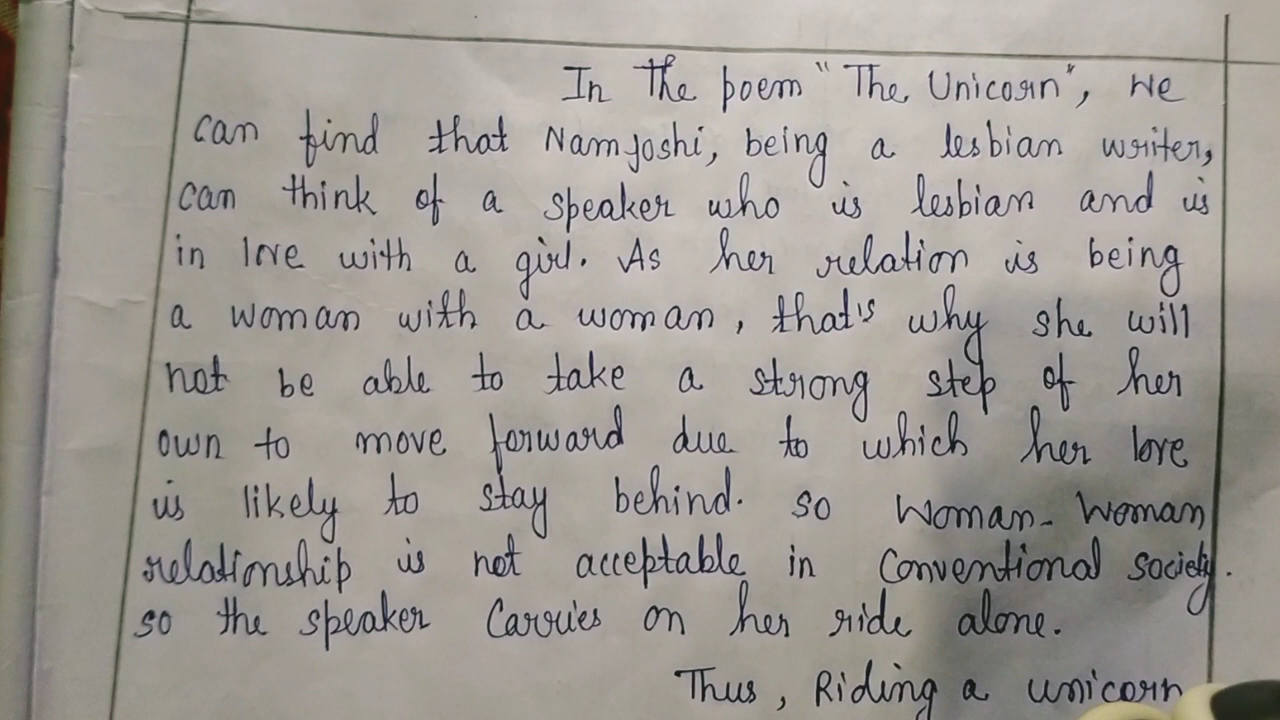 In the poem "The Unicorn", we
can find that Namjoshi, being a lesbian writer,
can think of a speaker who is lesbian and is
in love with a girl. As her relation is being
a woman with a woman, that's why she will
not be able to take a strong step of her
own to move forward due to which her love
is likely to stay behind. so woman-woman
relationship is not acceptable in Conventional society.
so the speaker Carries on her ride alone.
Thus, Riding a unicorn